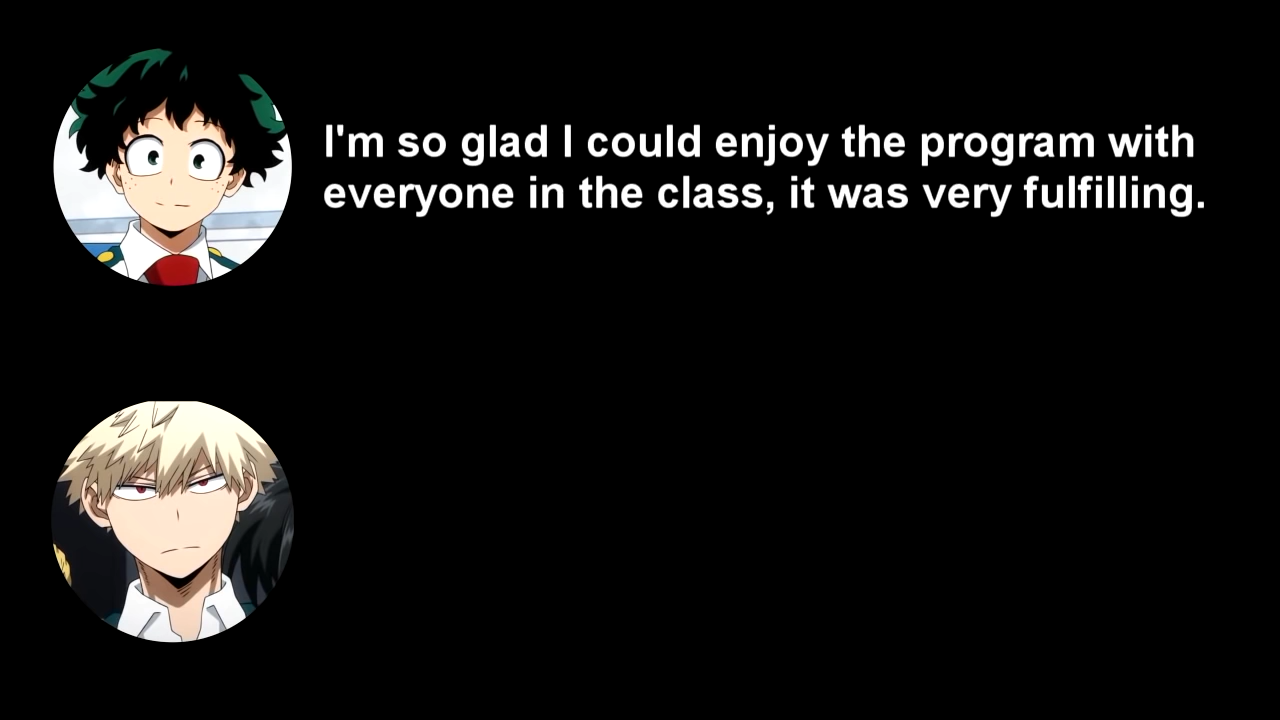 I'm so glad I could enjoy the program with
everyone in the class, it was very fulfilling.